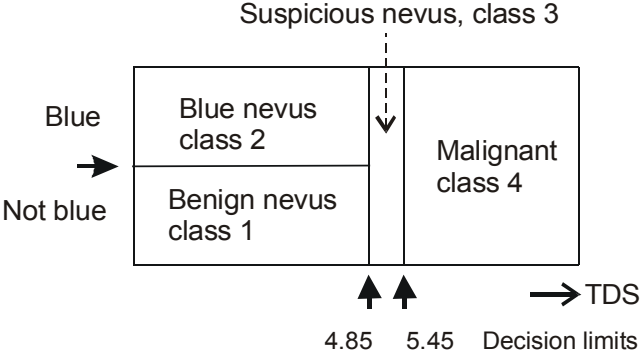 Suspicious nevus, class 3
Blue
Blue nevus
class 2
Malignant
class 4
Not blue
Benign nevus
class 1
TDS
4.85 5.45 Decision limits